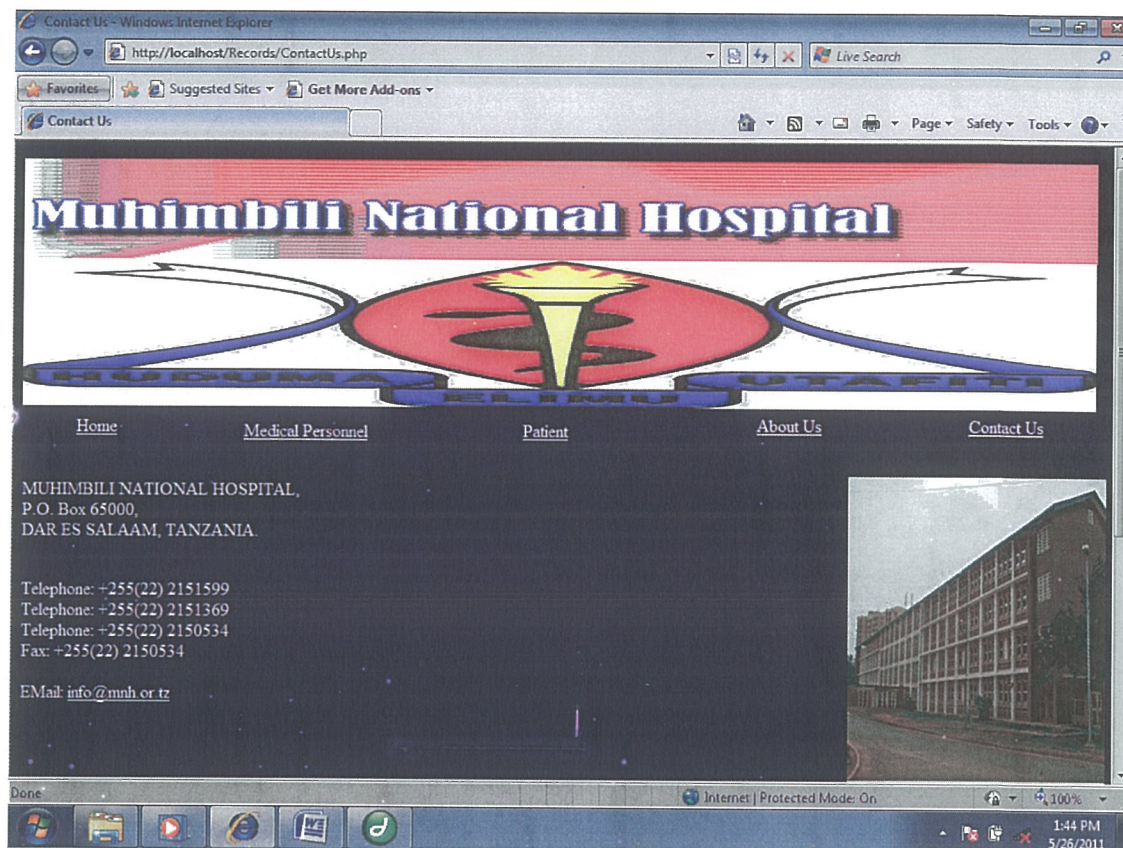 Contact Us - Windows Internet Explorer
http://localhost/Records/ContactUs.php
Live Search
Favorites
Suggested Sites
Get More Add-ons
Contact Us
Page
Safety
Tools
Muhimbili National Hospital
HUDUMA
ELIMU
UTAFITI
Home
Medical Personnel
Patient
About Us
Contact Us
MUHIMBILI NATIONAL HOSPITAL,
P.O. Box 65000,
DAR ES SALAAM, TANZANIA.
Telephone: +255(22) 2151599
Telephone: +255(22) 2151369
Telephone: +255(22) 2150534
Fax: +255(22) 2150534
EMail: info@mnh.or.tz
Done
Internet | Protected Mode: On
100%
1:44 PM
5/26/2011